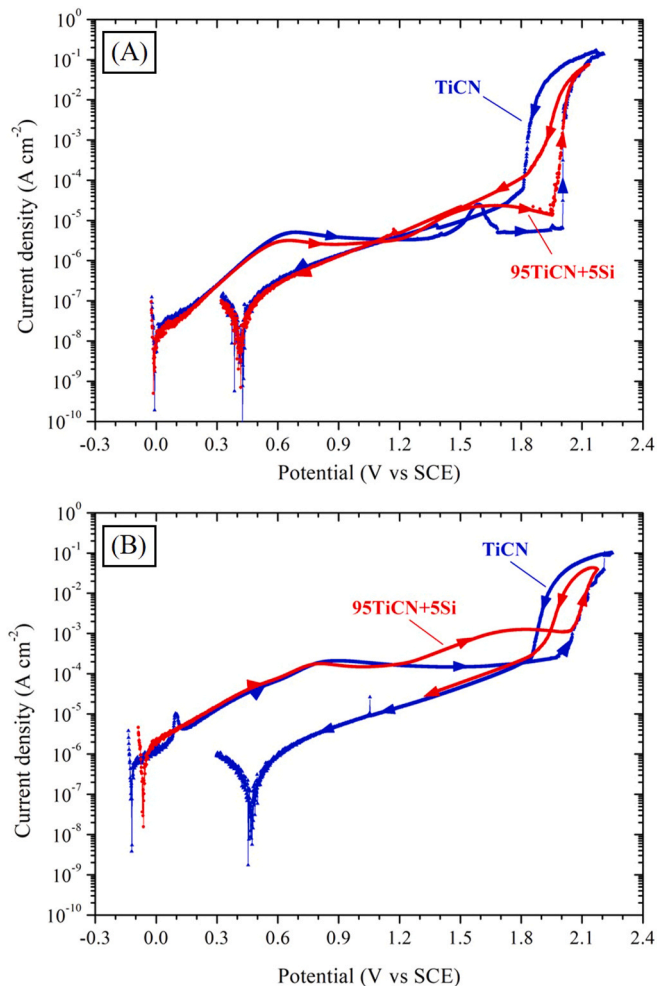 (A)
10⁰
10⁻¹
10⁻²
10⁻³
10⁻⁴
10⁻⁵
10⁻⁶
10⁻⁷
10⁻⁸
10⁻⁹
10⁻¹⁰
Current density (A cm⁻²)
TiCN
95TiCN+5Si
-0.3 0.0 0.3 0.6 0.9 1.2 1.5 1.8 2.1 2.4
Potential (V vs SCE)
(B)
10⁰
10⁻¹
10⁻²
10⁻³
10⁻⁴
10⁻⁵
10⁻⁶
10⁻⁷
10⁻⁸
10⁻⁹
10⁻¹⁰
Current density (A cm⁻²)
TiCN
95TiCN+5Si
-0.3 0.0 0.3 0.6 0.9 1.2 1.5 1.8 2.1 2.4
Potential (V vs SCE)